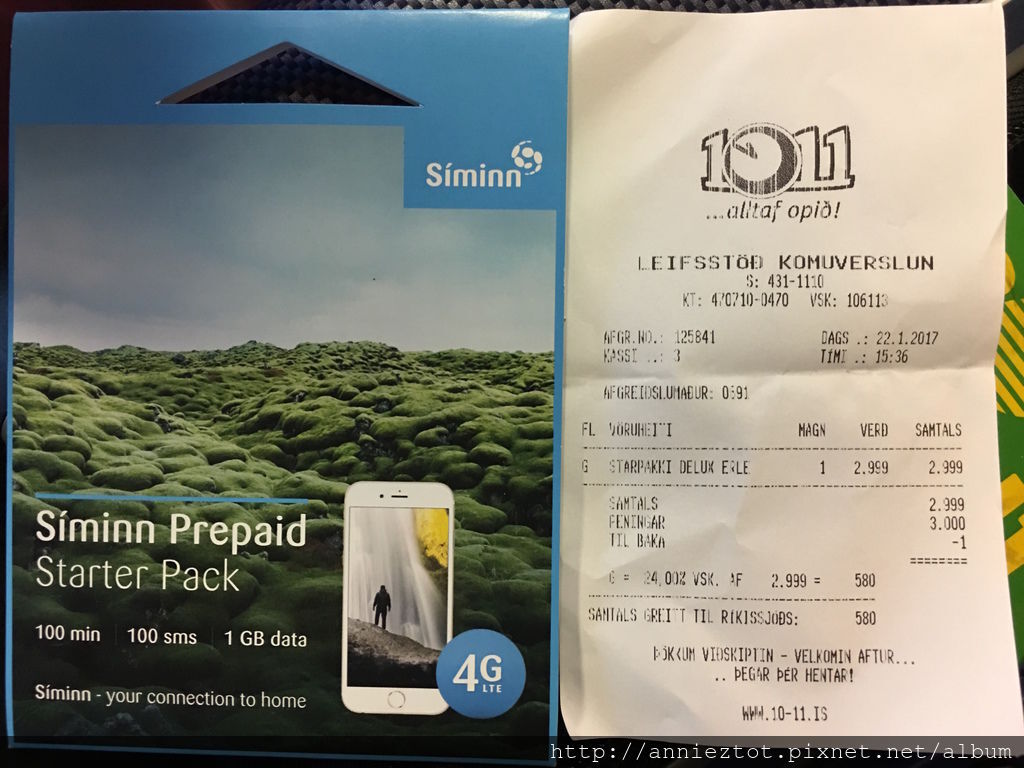 Síminn
Síminn Prepaid
Starter Pack
100 min 100 sms 1 GB data
Síminn - your connection to home
4G
LTE
10 11
...alltaf opið!
LEIFSSTÖÐ KOMUVERSLUN
S: 431-1110
KT: 470710-0470 VSK: 106113
AFGR.NO.: 125841 DAGS .: 22.1.2017
KASSI ..: 3 TÍMI .: 15:36
AFGREIÐSLUMAÐUR: 0391
FL VÖRUHEITI MAGN VERÐ SAMTALS
G STARPAKKI DELUX ERLE 1 2.999 2.999
SAMTALS 2.999
PENINGAR 3.000
TIL BAKA -1
========
G = 24,00% VSK. AF 2.999 = 580
SAMTALS GREITT TIL RÍKISSJÓÐS: 580
ÞÖKKUM VIÐSKIPTIN - VELKOMIN AFTUR...
.. ÞEGAR ÞÉR HENTAR!
WWW.10-11.IS
http://annieztot.pixnet.net/album